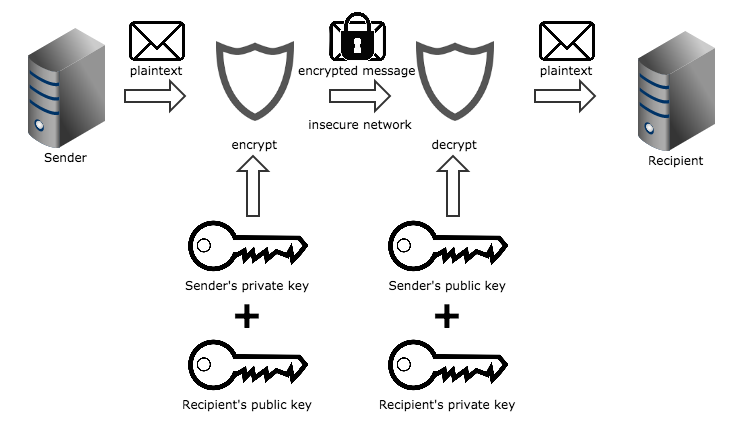 plaintext
encrypted message
plaintext
insecure network
encrypt
decrypt
Sender
Recipient
Sender's private key
Sender's public key
Recipient's public key
Recipient's private key